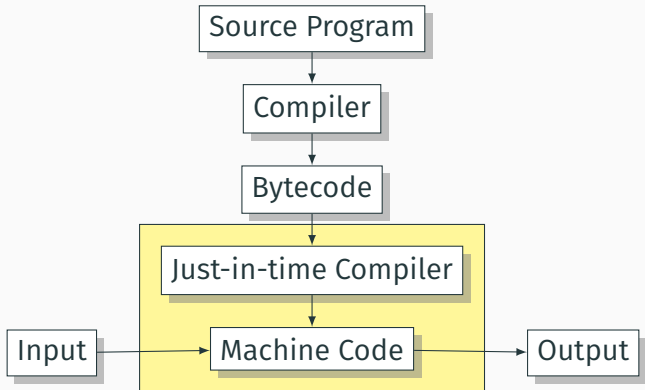 Source Program
Compiler
Bytecode
Just-in-time Compiler
Input
Machine Code
Output